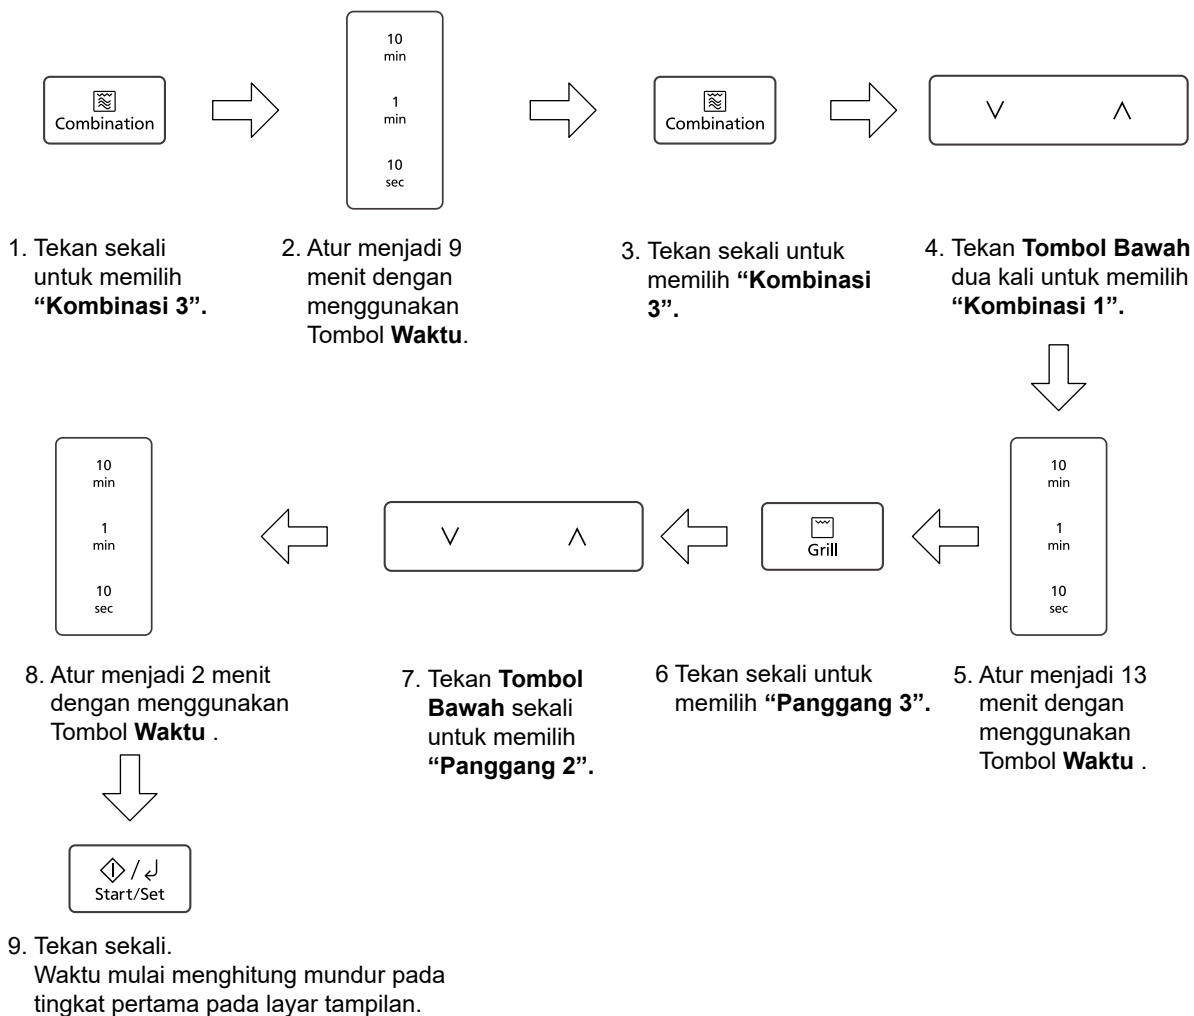 Combination
10
min
1
min
10
sec
Combination
∨ ∧
1. Tekan sekali
untuk memilih
“Kombinasi 3”.
2. Atur menjadi 9
menit dengan
menggunakan
Tombol Waktu.
3. Tekan sekali untuk
memilih “Kombinasi
3”.
4. Tekan Tombol Bawah
dua kali untuk memilih
“Kombinasi 1”.
10
min
1
min
10
sec
Grill
∨ ∧
10
min
1
min
10
sec
5. Atur menjadi 13
menit dengan
menggunakan
Tombol Waktu .
6 Tekan sekali untuk
memilih “Panggang 3”.
7. Tekan Tombol
Bawah sekali
untuk memilih
“Panggang 2”.
8. Atur menjadi 2 menit
dengan menggunakan
Tombol Waktu .
/
Start/Set
9. Tekan sekali.
Waktu mulai menghitung mundur pada
tingkat pertama pada layar tampilan.